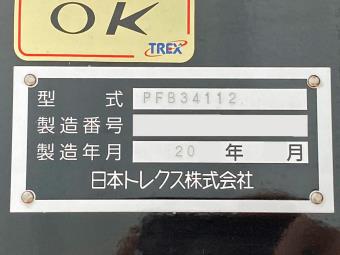 OK
TREX
型 式 PFB34112
製造番号
製造年月 20 年 月
日本トレクス株式会社